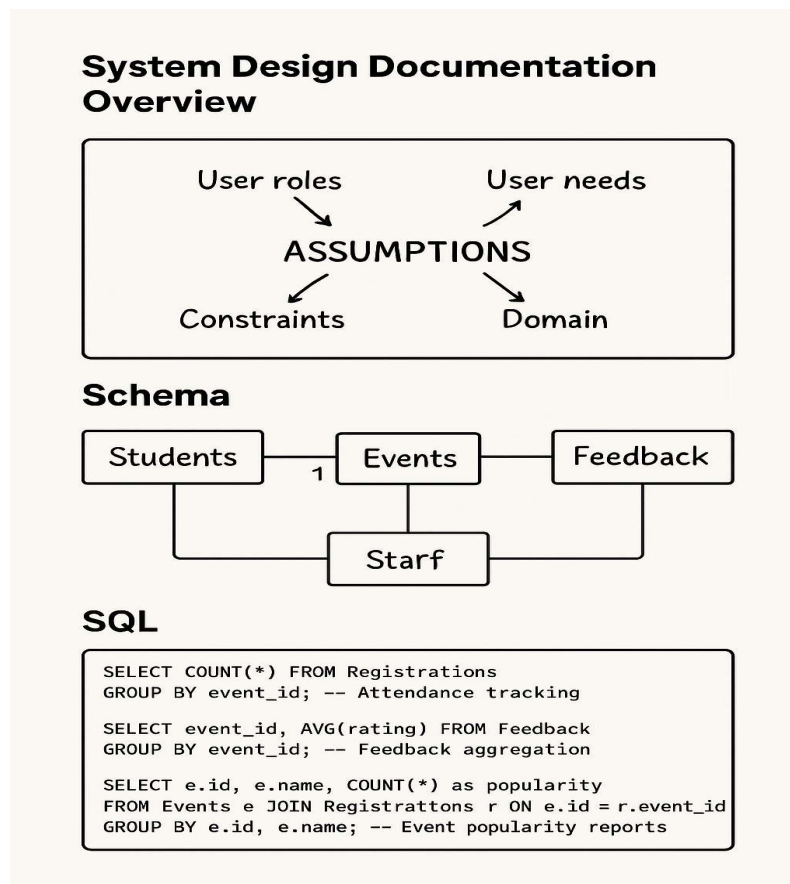 System Design Documentation
Overview
User roles User needs
ASSUMPTIONS
Constraints Domain
Schema
Students Events Feedback
1
Starf
SQL
SELECT COUNT(*) FROM Registrations
GROUP BY event_id; -- Attendance tracking
SELECT event_id, AVG(rating) FROM Feedback
GROUP BY event_id; -- Feedback aggregation
SELECT e.id, e.name, COUNT(*) as popularity
FROM Events e JOIN Registrattons r ON e.id = r.event_id
GROUP BY e.id, e.name; -- Event popularity reports